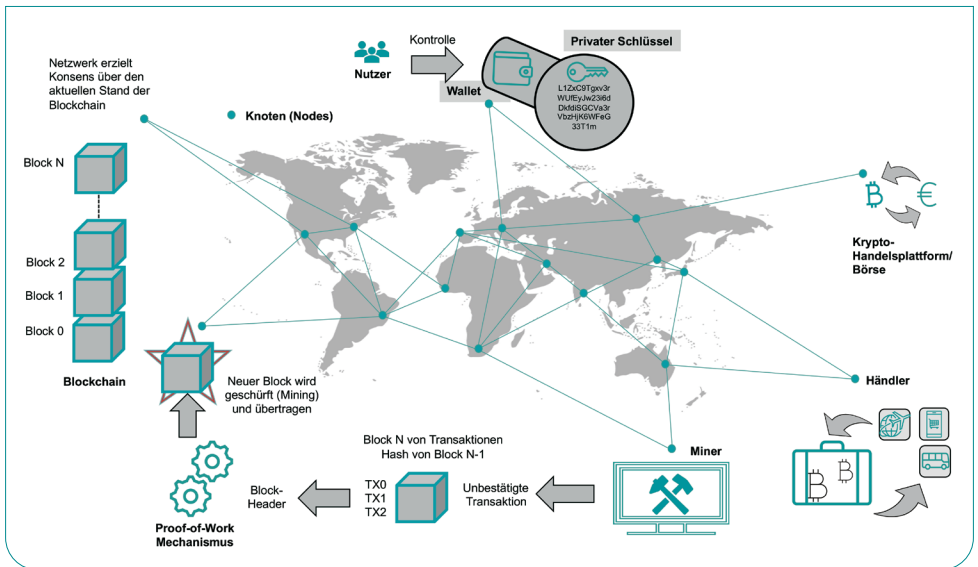 Netzwerk erzielt
Konsens über den
aktuellen Stand der
Blockchain
Kontrolle
Nutzer
Privater Schlüssel
Wallet
L1ZxC9Tgxv3r
WUfEyJw23i6d
DkfdiSGCVa3r
VbzHjK6WFeG
33T1m
Knoten (Nodes)
Block N
Block 2
Block 1
Block 0
Blockchain
Krypto-
Handelsplattform/
Börse
Händler
Neuer Block wird
geschürft (Mining)
und übertragen
Block N von Transaktionen
Hash von Block N-1
TX0
TX1
TX2
Block-
Header
Unbestätigte
Transaktion
Miner
Proof-of-Work
Mechanismus